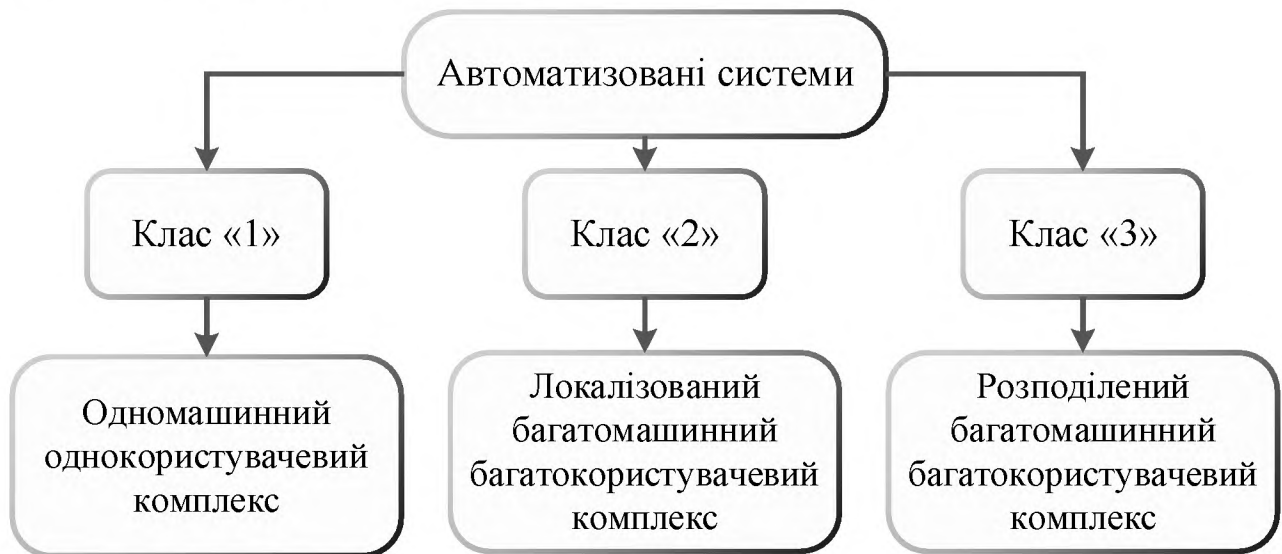 Автоматизовані системи
Клас «1»
Клас «2»
Клас «3»
Одномашинний
однокористувачевий
комплекс
Локалізований
багатомашинний
багатокористувачевий
комплекс
Розподілений
багатомашинний
багатокористувачевий
комплекс